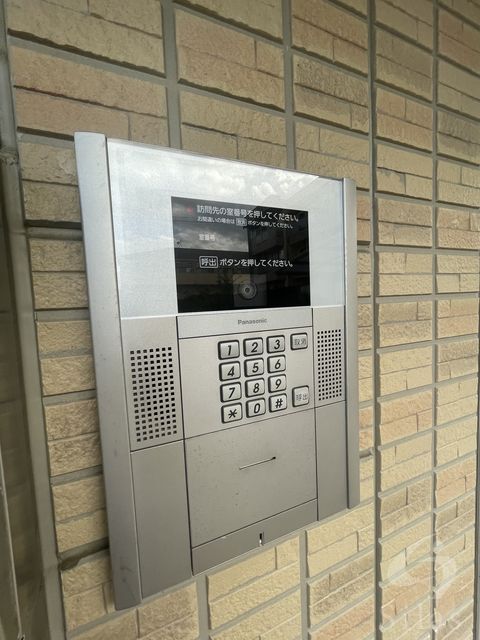 訪問先の室番号を押してください。
お間違いの場合は 取消 ボタンを押してください。
室番号
呼出 ボタンを押してください。
Panasonic
1 2 3 取消
4 5 6
7 8 9
* 0 # 呼出